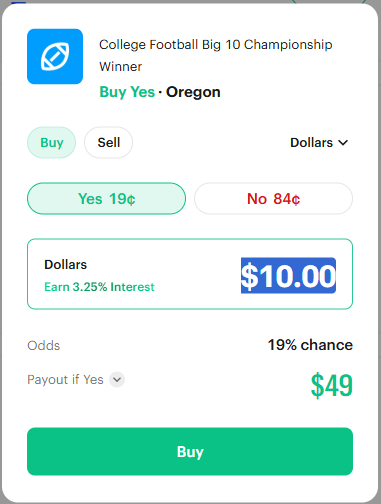 College Football Big 10 Championship
Winner
Buy Yes · Oregon
Buy Sell Dollars
Yes 19¢ No 84¢
Dollars $10.00
Earn 3.25% Interest
Odds 19% chance
Payout if Yes $49
Buy